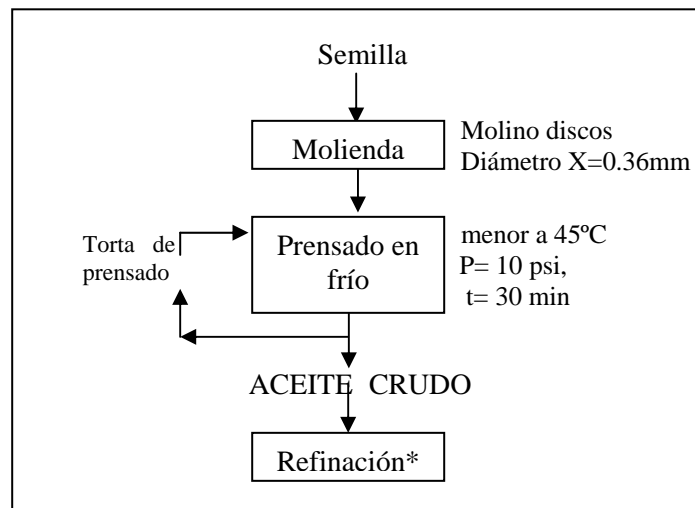 Semilla
Molienda
Molino discos
Diámetro X=0.36mm
Torta de
prensado
Prensado en
frío
menor a 45ºC
P= 10 psi,
t= 30 min
ACEITE CRUDO
Refinación*